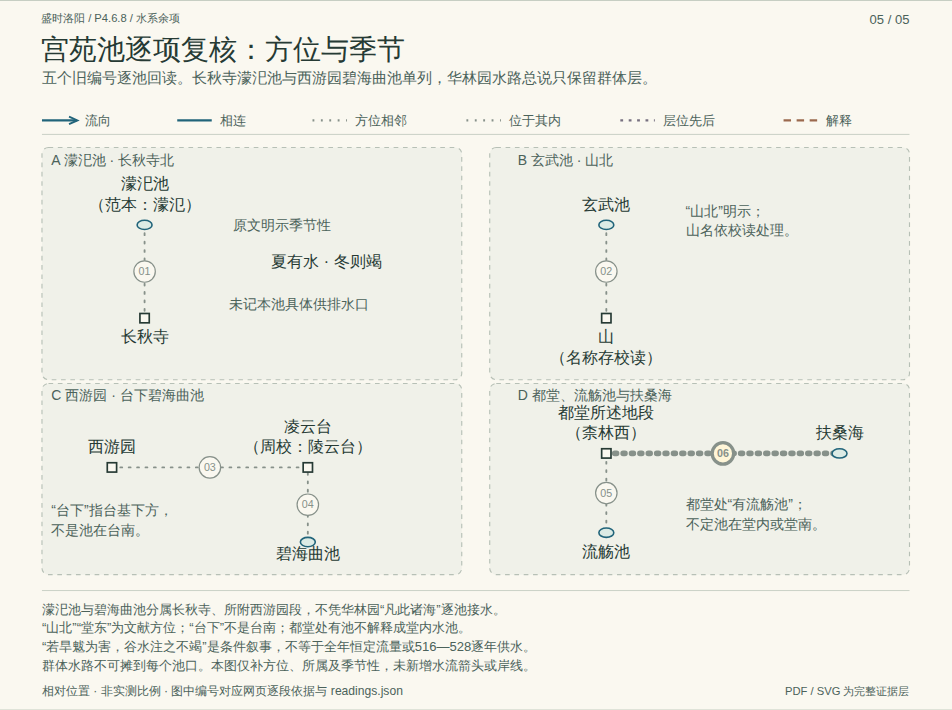 盛时洛阳 / P4.6.8 / 水系余项
05 / 05
宫苑池逐项复核：方位与季节
五个旧编号逐池回读。长秋寺濛汜池与西游园碧海曲池单列，华林园水路总说只保留群体层。
流向
相连
方位相邻
位于其内
层位先后
解释
A 濛汜池 · 长秋寺北
濛汜池
（范本：濛氾）
原文明示季节性
夏有水 · 冬则竭
01
未记本池具体供排水口
长秋寺
B 玄武池 · 山北
玄武池
“山北”明示；
山名依校读处理。
02
山
（名称存校读）
C 西游园 · 台下碧海曲池
凌云台
（周校：陵云台）
西游园
03
04
“台下”指台基下方，
不是池在台南。
碧海曲池
D 都堂、流觞池与扶桑海
都堂所述地段
（柰林西）
扶桑海
06
05
都堂处“有流觞池”；
不定池在堂内或堂南。
流觞池
濛汜池与碧海曲池分属长秋寺、所附西游园段，不凭华林园“凡此诸海”逐池接水。
“山北”“堂东”为文献方位；“台下”不是台南；都堂处有池不解释成堂内水池。
“若旱魃为害，谷水注之不竭”是条件叙事，不等于全年恒定流量或516—528逐年供水。
群体水路不可摊到每个池口。本图仅补方位、所属及季节性，未新增水流箭头或岸线。
相对位置 · 非实测比例 · 图中编号对应网页逐段依据与 readings.json
PDF / SVG 为完整证据层